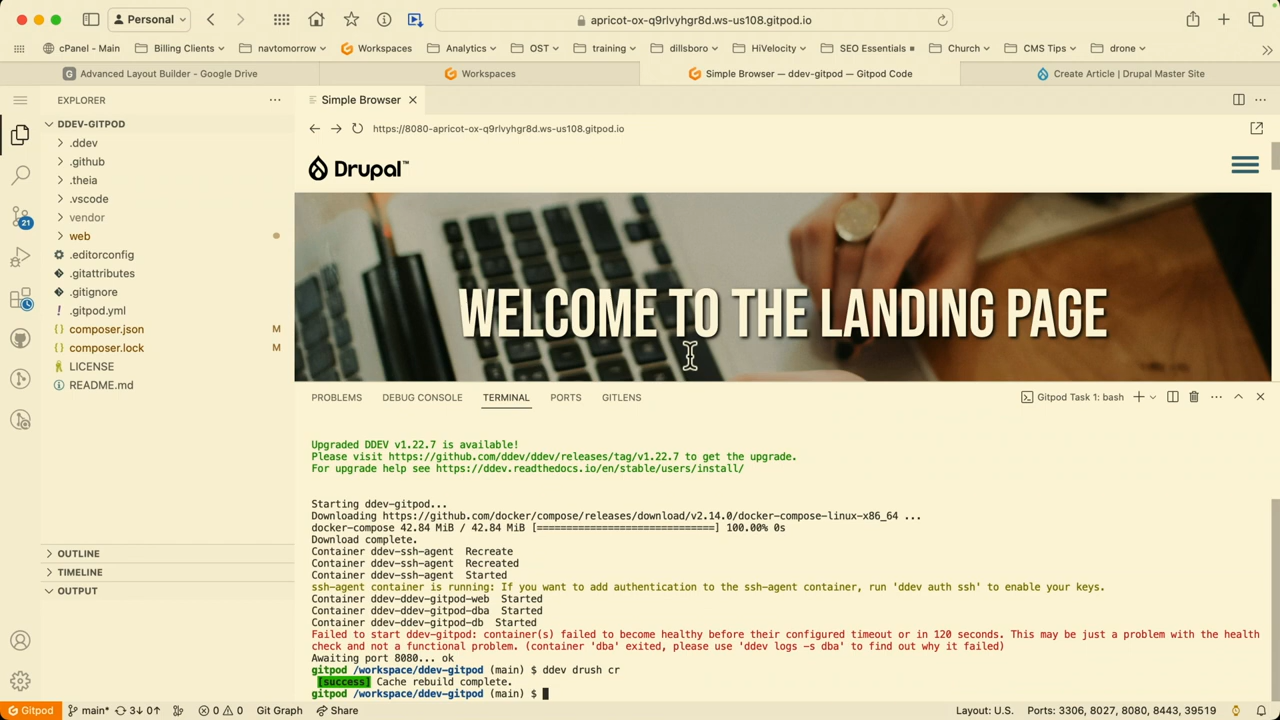 Personal
apricot-ox-q9rlvyhgr8d.ws-us108.gitpod.io
cPanel - Main
Billing Clients
navtomorrow
Workspaces
Analytics
OST
training
dillsboro
HiVelocity
SEO Essentials
Church
CMS Tips
drone
Advanced Layout Builder - Google Drive
Workspaces
Simple Browser — ddev-gitpod — Gitpod Code
Create Article | Drupal Master Site
EXPLORER
Simple Browser
DDEV-GITPOD
https://8080-apricot-ox-q9rlvyhgr8d.ws-us108.gitpod.io
.ddev
.github
.theia
.vscode
vendor
web
.editorconfig
.gitattributes
.gitignore
.gitpod.yml
composer.json M
composer.lock M
LICENSE
README.md
21
Drupal™
WELCOME TO THE LANDING PAGE
PROBLEMS
DEBUG CONSOLE
TERMINAL
PORTS
GITLENS
Gitpod Task 1: bash
Upgraded DDEV v1.22.7 is available!
Please visit https://github.com/ddev/ddev/releases/tag/v1.22.7 to get the upgrade.
For upgrade help see https://ddev.readthedocs.io/en/stable/users/install/
Starting ddev-gitpod...
Downloading https://github.com/docker/compose/releases/download/v2.14.0/docker-compose-linux-x86_64 ...
docker-compose 42.84 MiB / 42.84 MiB [=============================] 100.00% 0s
Download complete.
Container ddev-ssh-agent  Recreate
Container ddev-ssh-agent  Recreated
Container ddev-ssh-agent  Started
ssh-agent container is running: If you want to add authentication to the ssh-agent container, run 'ddev auth ssh' to enable your keys.
Container ddev-ddev-gitpod-web  Started
Container ddev-ddev-gitpod-dba  Started
Container ddev-ddev-gitpod-db  Started
Failed to start ddev-gitpod: container(s) failed to become healthy before their configured timeout or in 120 seconds. This may be just a problem with the health
check and not a functional problem. (container 'dba' exited, please use 'ddev logs -s dba' to find out why it failed)
Awaiting port 8080... ok
gitpod /workspace/ddev-gitpod (main) $ ddev drush cr
[success] Cache rebuild complete.
gitpod /workspace/ddev-gitpod (main) $
OUTLINE
TIMELINE
OUTPUT
Gitpod
main*
3↓ 0↑
0
0
Git Graph
Share
Layout: U.S.
Ports: 3306, 8027, 8080, 8443, 39519